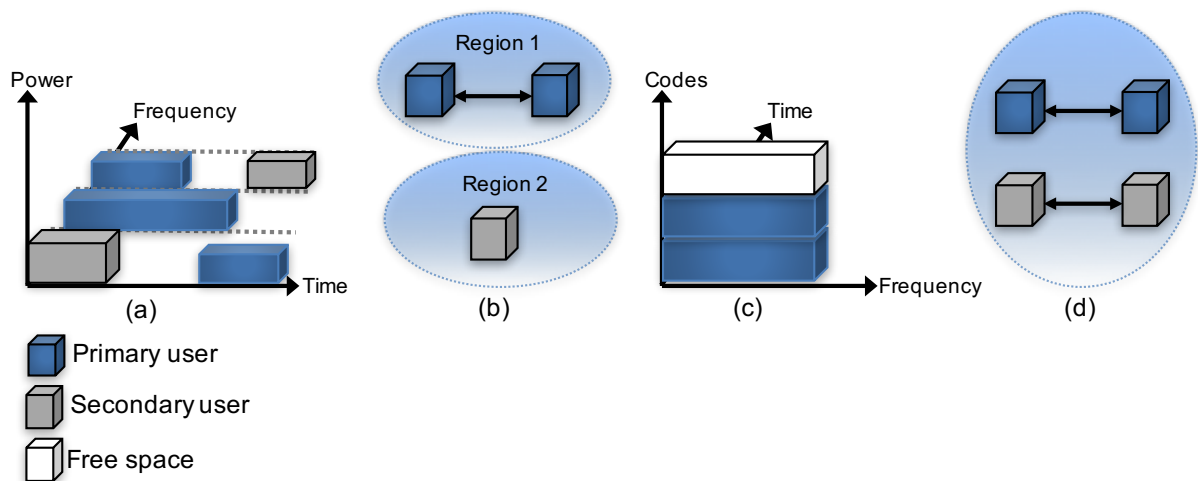 Power
Frequency
Time
(a)
Region 1
Region 2
(b)
Codes
Time
Frequency
(c)
(d)
Primary user
Secondary user
Free space